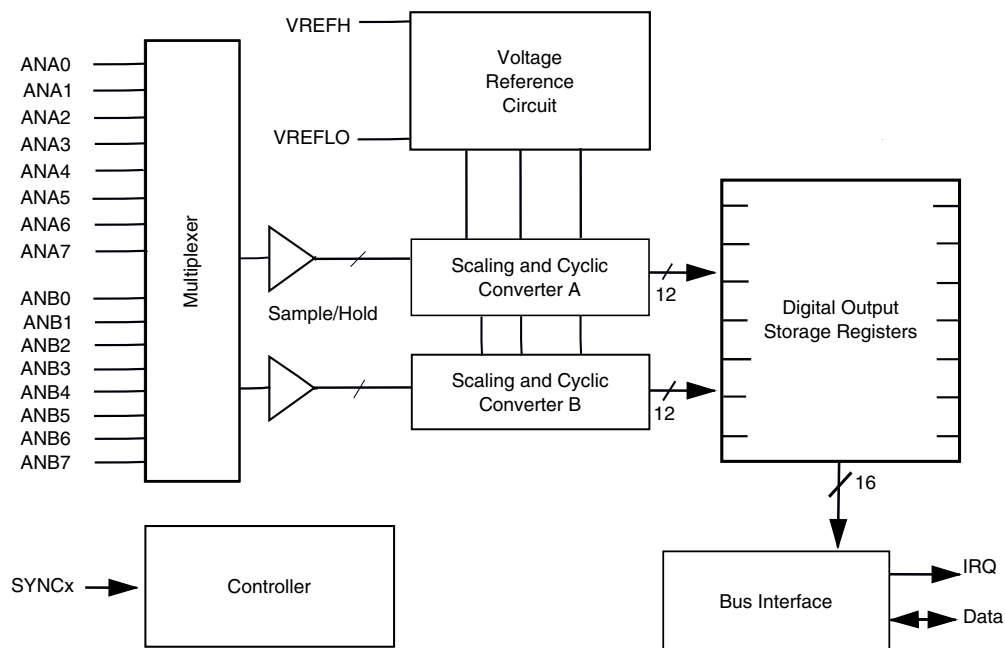 VREFH
Voltage
Reference
Circuit
VREFLO
ANA0
ANA1
ANA2
ANA3
ANA4
ANA5
ANA6
ANA7
ANB0
ANB1
ANB2
ANB3
ANB4
ANB5
ANB6
ANB7
Multiplexer
Sample/Hold
Scaling and Cyclic
Converter A
12
Scaling and Cyclic
Converter B
12
Digital Output
Storage Registers
16
SYNCx
Controller
Bus Interface
IRQ
Data